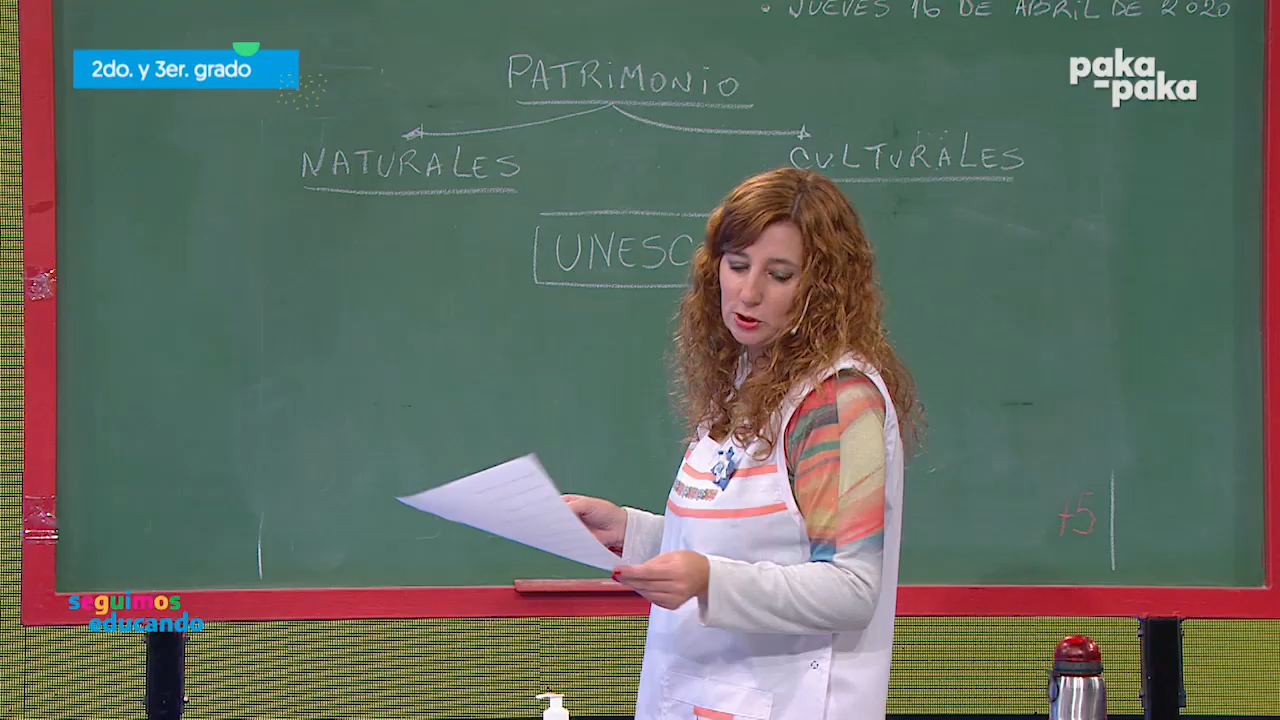 • JUEVES 16 DE ABRIL DE 2020
2do. y 3er. grado
paka-
paka
PATRIMONIO
NATURALES
CULTURALES
UNESC
+5
seguimos
educando